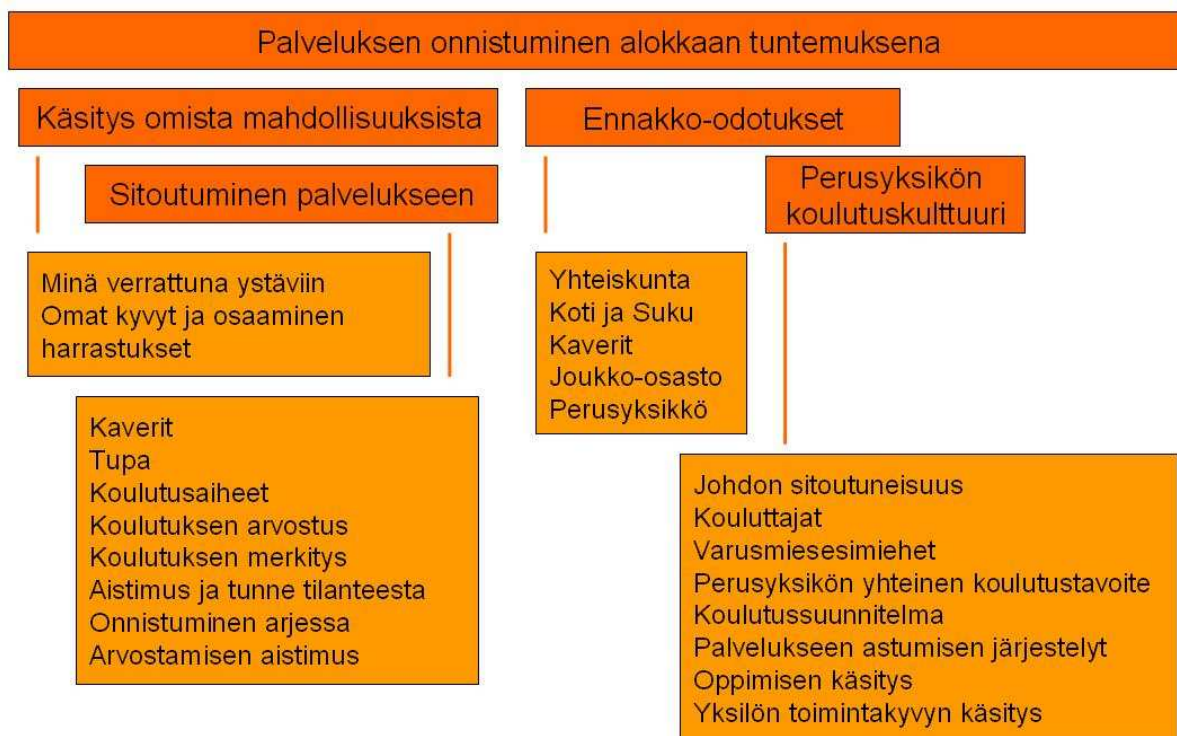 Palveluksen onnistuminen alokkaan tuntemuksena
Käsitys omista mahdollisuuksista
Sitoutuminen palvelukseen
Minä verrattuna ystäviin
Omat kyvyt ja osaaminen
harrastukset
Kaverit
Tupa
Koulutusaiheet
Koulutuksen arvostus
Koulutuksen merkitys
Aistimus ja tunne tilanteesta
Onnistuminen arjessa
Arvostamisen aistimus
Ennakko-odotukset
Perusyksikön
koulutuskulttuuri
Yhteiskunta
Koti ja Suku
Kaverit
Joukko-osasto
Perusyksikkö
Johdon sitoutuneisuus
Kouluttajat
Varusmiesesimiehet
Perusyksikön yhteinen koulutustavoite
Koulutussuunnitelma
Palvelukseen astumisen järjestelyt
Oppimisen käsitys
Yksilön toimintakyvyn käsitys